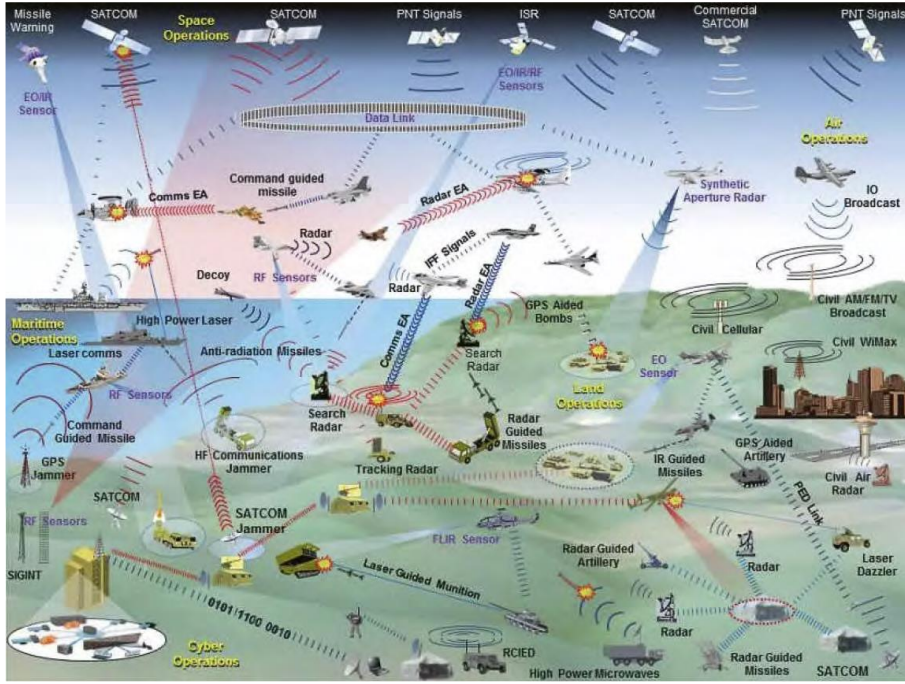 Missile
Warning
SATCOM
Space
Operations
SATCOM
PNT Signals
ISR
SATCOM
Commercial
SATCOM
PNT Signals
EO/IR
Sensor
EO/IR/RF
Sensors
Data Link
Air
Operations
Comms EA
Command guided
missile
Radar EA
Synthetic
Aperture Radar
IO
Broadcast
Radar
IFF Signals
RF Sensors
Decoy
Radar
Radar EA
GPS Aided
Bombs
Civil AM/FM/TV
Broadcast
Maritime
Operations
High Power Laser
Comms EA
Civil Cellular
Laser comms
Anti-radiation Missiles
Search
Radar
EO
Sensor
Civil WiMax
RF Sensors
Land
Operations
Command
Guided Missile
Search
Radar
Radar
Guided
Missiles
GPS
Jammer
HF Communications
Jammer
Tracking Radar
IR Guided
Missiles
GPS Aided
Artillery
Civil Air
Radar
SATCOM
PED Link
RF Sensors
SATCOM
Jammer
FLIR Sensor
SIGINT
Radar Guided
Artillery
Radar
Laser
Dazzler
Laser Guided Munition
0101/1100 0010
Radar
Cyber
Operations
RCIED
High Power Microwaves
Radar Guided
Missiles
SATCOM